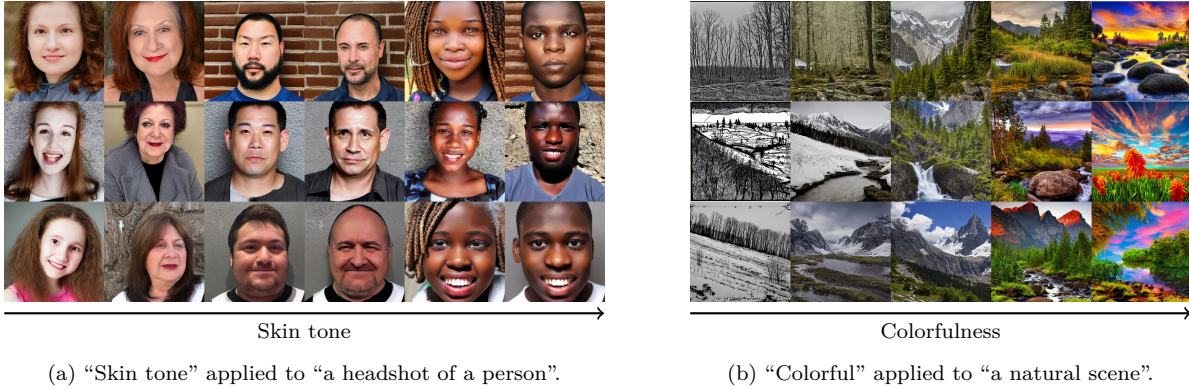 Skin tone
Colorfulness
(a) “Skin tone” applied to “a headshot of a person”.
(b) “Colorful” applied to “a natural scene”.